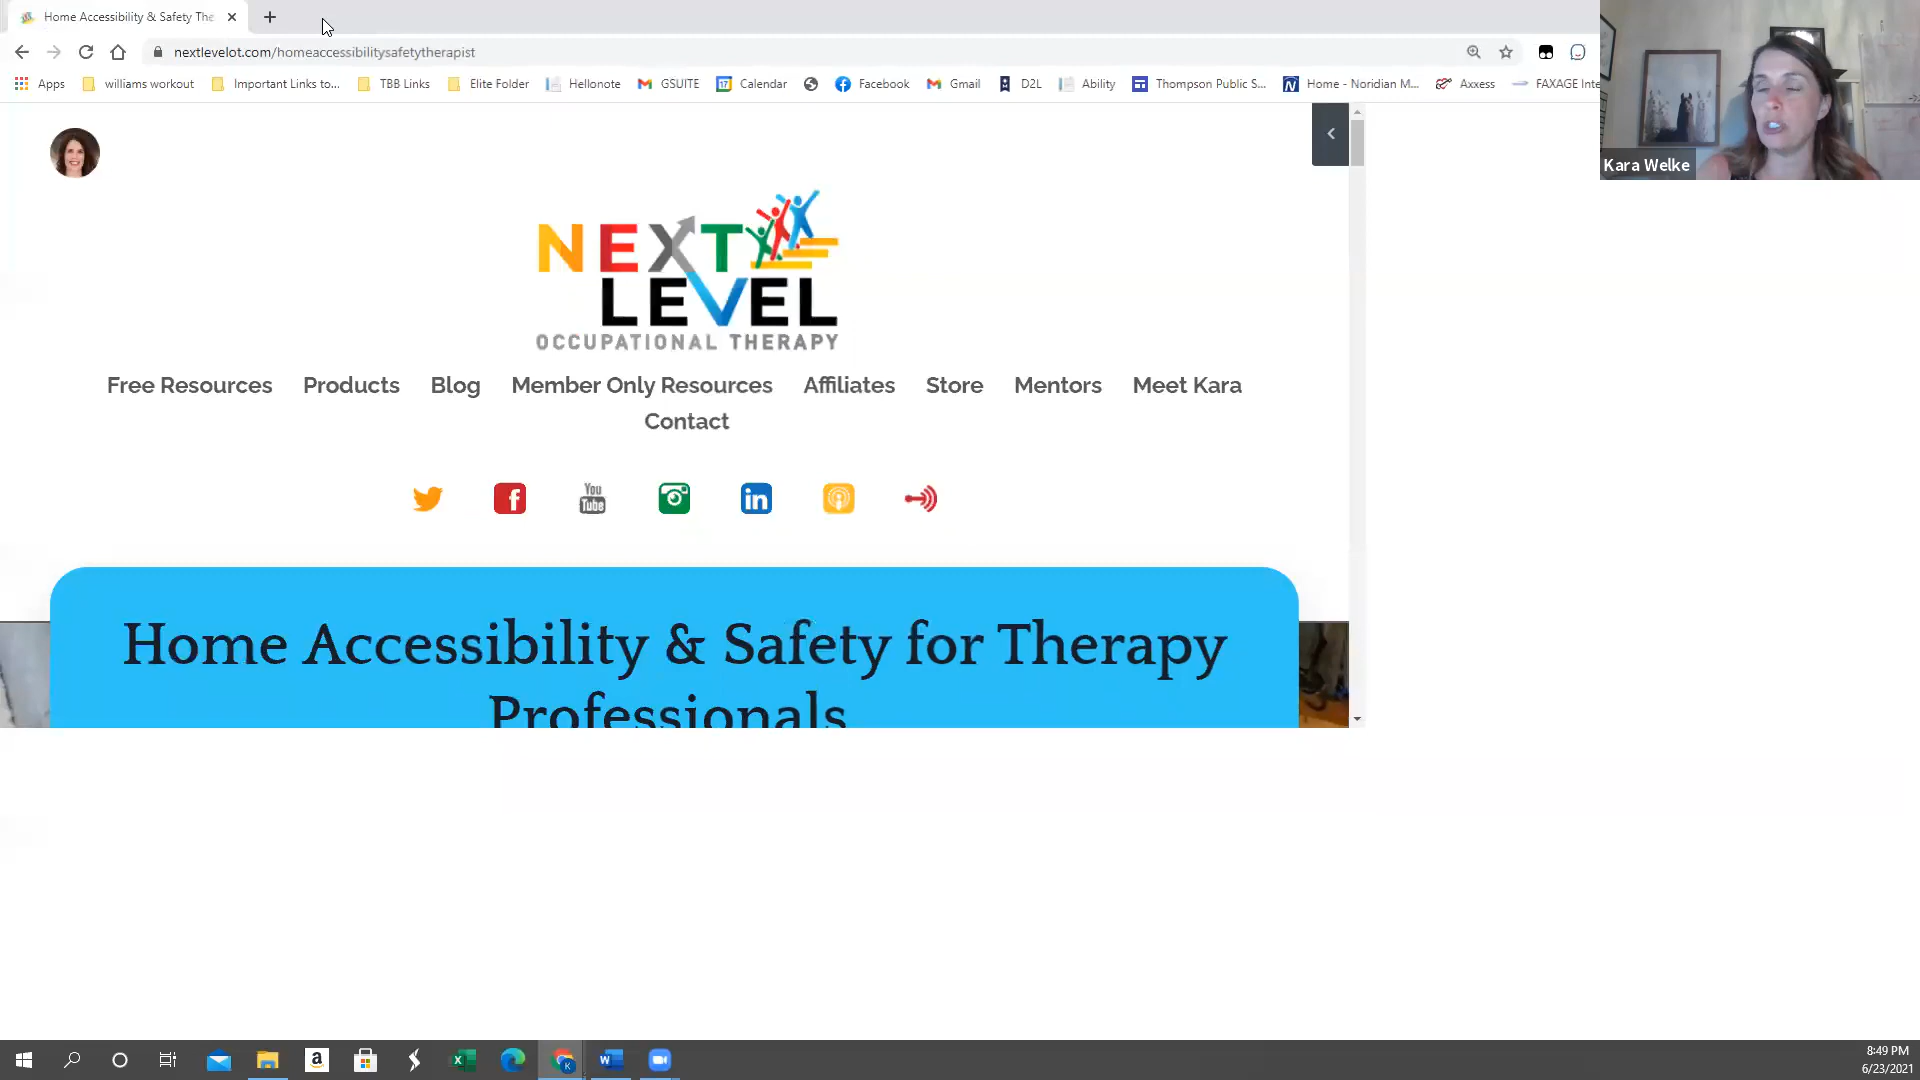 Home Accessibility & Safety The
nextlevelot.com/homeaccessibilitysafetytherapist
Apps williams workout Important Links to... TBB Links Elite Folder Hellonote GSUITE 17 Calendar Facebook Gmail D2L Ability Thompson Public S... Home - Noridian M... Axxess FAXAGE Inte
Kara Welke
NEXT
LEVEL
OCCUPATIONAL THERAPY
Free Resources Products Blog Member Only Resources Affiliates Store Mentors Meet Kara
Contact
You
Tube
in
Home Accessibility & Safety for Therapy
Professionals
8:49 PM
6/23/2021